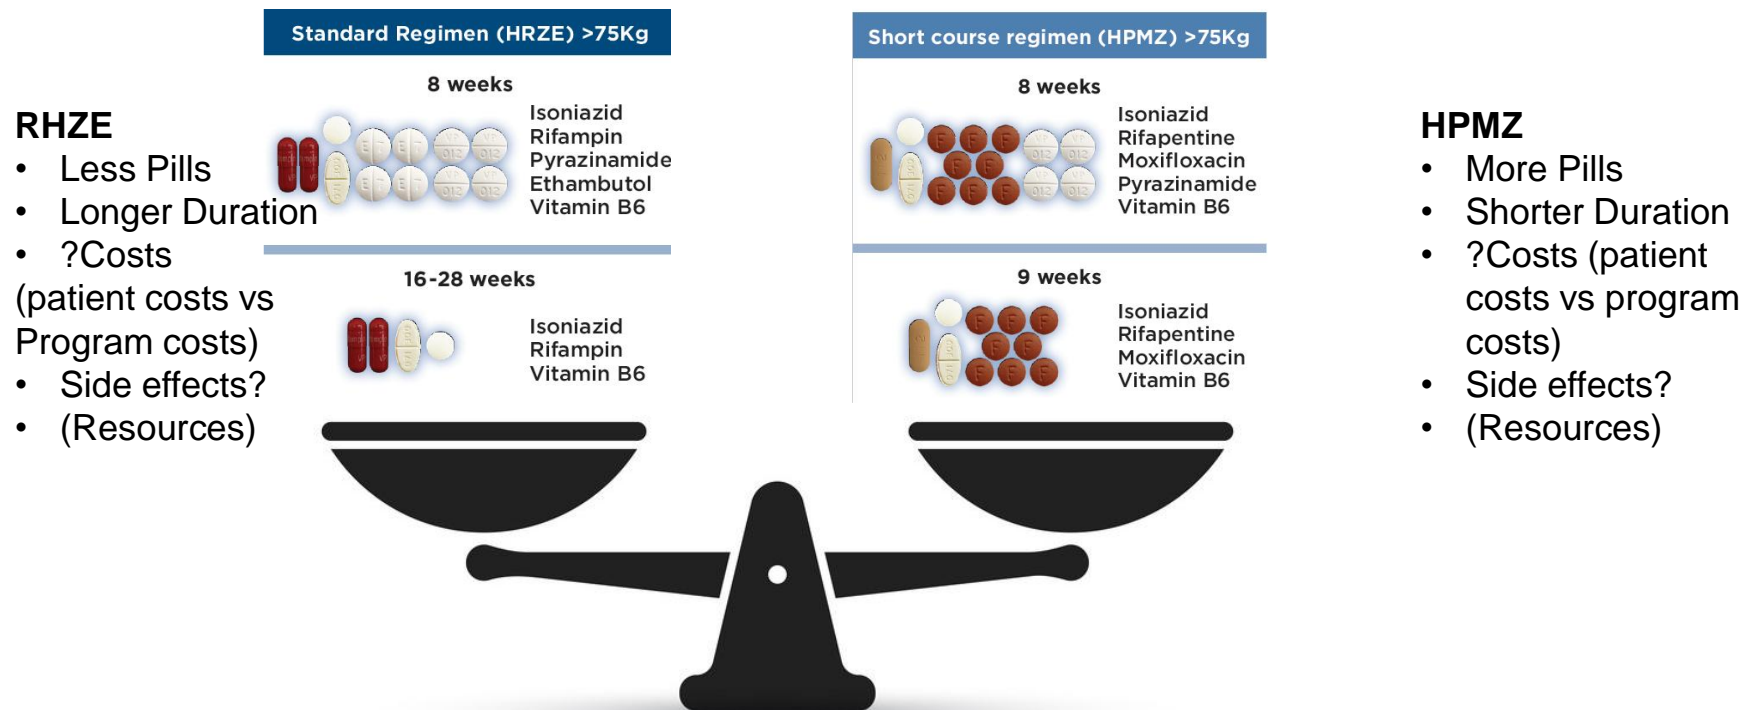 Standard Regimen (HRZE) >75Kg
8 weeks
Isoniazid
Rifampin
Pyrazinamide
Ethambutol
Vitamin B6
16-28 weeks
Isoniazid
Rifampin
Vitamin B6
Short course regimen (HPMZ) >75Kg
8 weeks
Isoniazid
Rifapentine
Moxifloxacin
Pyrazinamide
Vitamin B6
9 weeks
Isoniazid
Rifapentine
Moxifloxacin
Vitamin B6
RHZE
• Less Pills
• Longer Duration
• ?Costs
(patient costs vs
Program costs)
• Side effects?
• (Resources)
HPMZ
• More Pills
• Shorter Duration
• ?Costs (patient
costs vs program
costs)
• Side effects?
• (Resources)